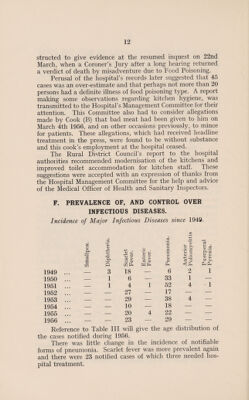 12
structed to give evidence at the resumed inquest on 22nd
March, when a Coroner's Jury after a long hearing returned
a verdict of death by misadventure due to Food Poisoning.
Perusal of the hospital's records later suggested that 45
cases was an over-estimate and that perhaps not more than 20
persons had a definite illness of food poisoning type. A report
making some observations regarding kitchen hygiene, was
transmitted to the Hospital's Management Committee for their
attention. This Committee also had to consider allegations
made by Cook (B) that bad meat had been given to him on
March 4th 1956, and on other occasions previously, to mince
for patients. These allegations, which had received headline
treatment in the press, were found to be without substance
and this cook's employment at the hospital ceased.
The Rural District Council's report to the hospital
authorities recommended modernisation of the kitchens and
improved toilet accommodation for kitchen staff. These
suggestions were accepted with an expression of thanks from
the Hospital Management Committee for the help and advice
of the Medical Officer of Health and Sanitary Inspectors.
F. PREVALENCE OF, AND CONTROL OVER
INFECTIOUS DISEASES.
Incidence of Major Infectious Diseases since 1949.
Smallpox. Diphtheria. Scarlet Fever. Enteric Fever. Pneumonia. Anterior Poliomyelitis Puerperal Pyrexia.
1949 ... — 3 18 — 6 2 1
1950 ... — 1 6 — 33 1 —
1951 ... — 1 4 1 52 4 1
1952 ... — — 27 — 17 — —
1953 ... — — 29 — 38 4 —
1954 ... — — 10 — 18 — —
1955 ... — — 20 4 22 — —
1956 ... — — 23 — 29 — —
Reference to Table III will give the age distribution of
the cases notified during 1956.
There was little change in the incidence of notifiable
forms of pneumonia. Scarlet fever was more prevalent again
and there were 23 notified cases of which three needed hos-
pital treatment.